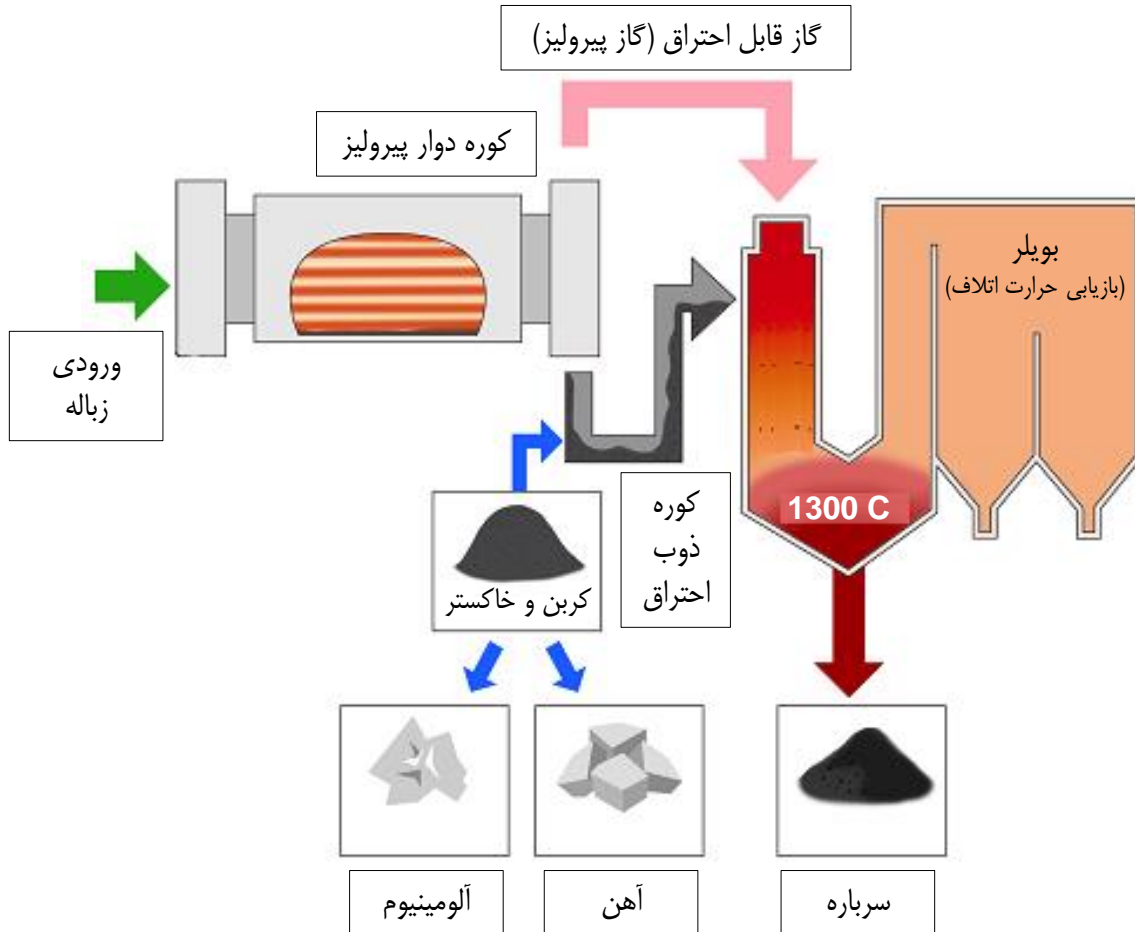 گاز قابل احتراق (گاز پیرولیز)
کوره دوار پیرولیز
بویلر
(بازیابی حرارت اتلاف)
ورودی
زباله
کوره
ذوب
احتراق
1300 C
کربن و خاکستر
آلومینیوم
آهن
سرباره